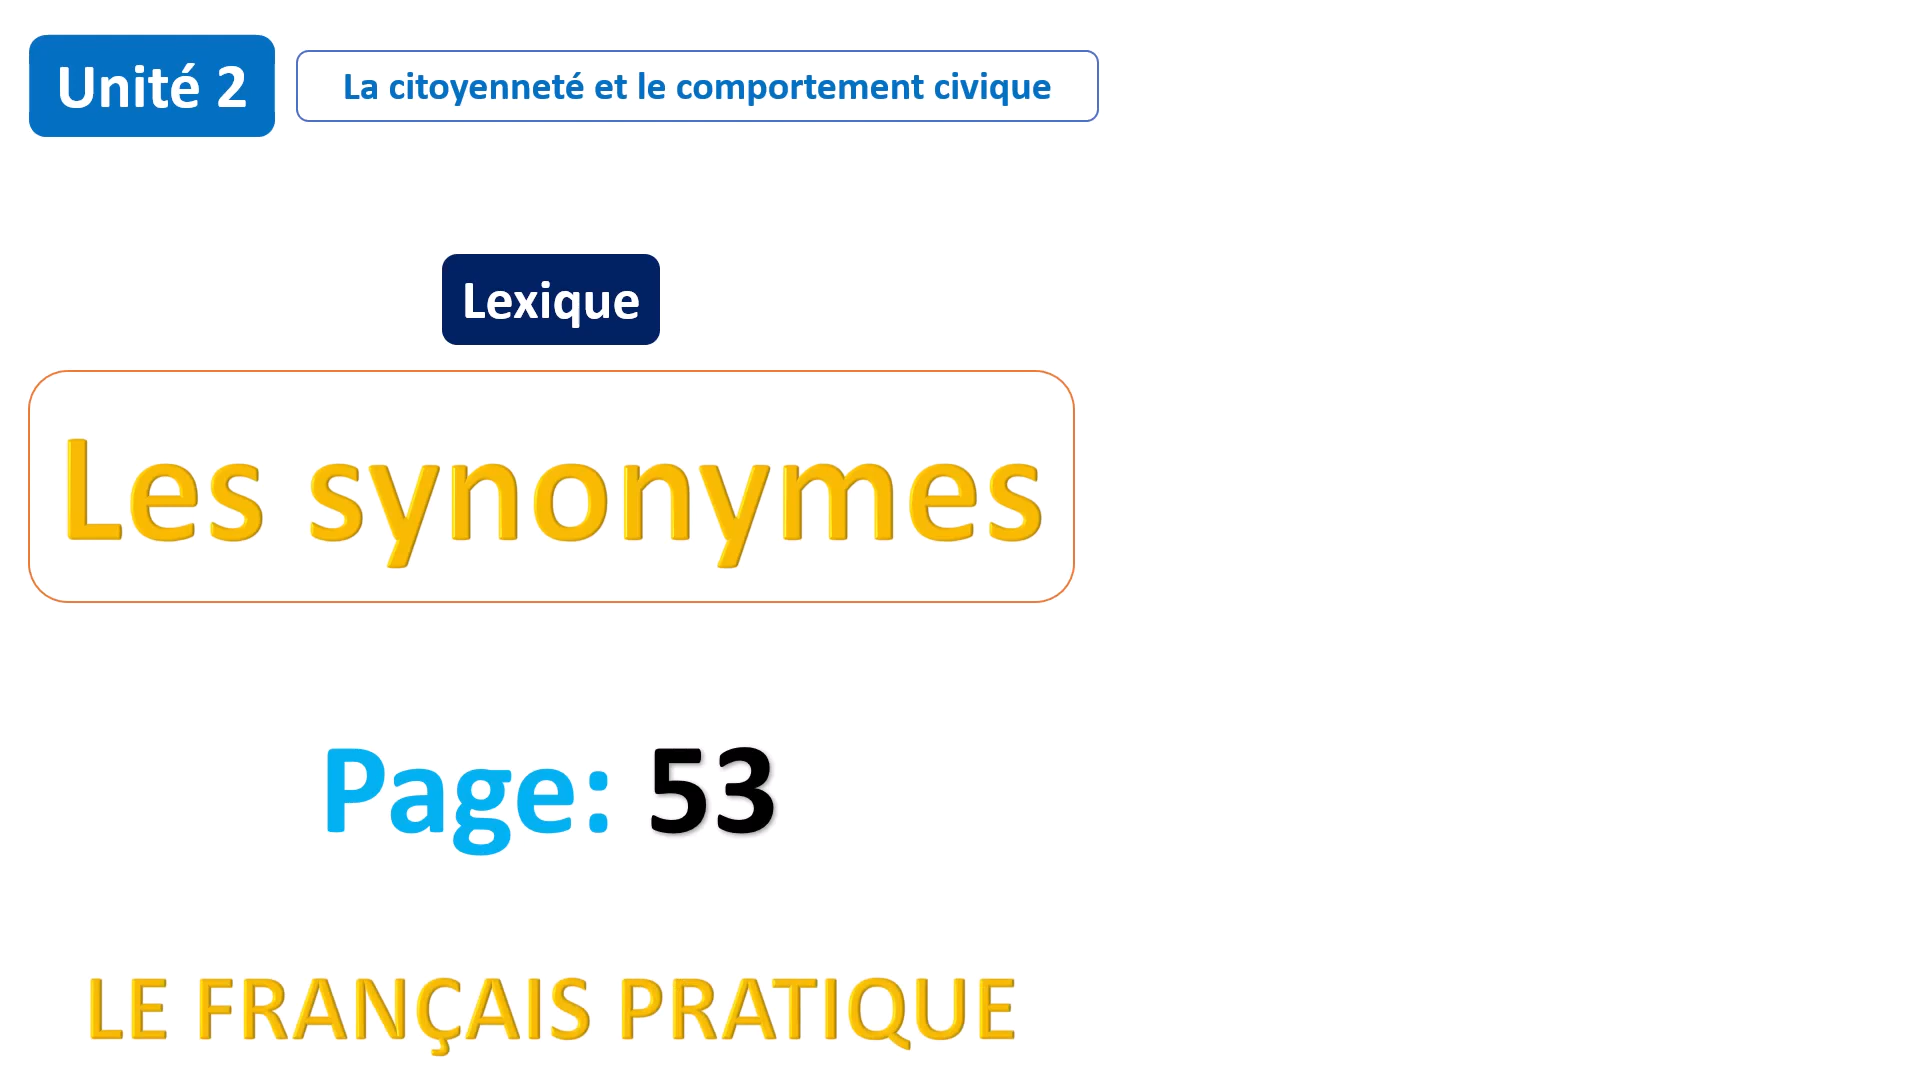 Unité 2
La citoyenneté et le comportement civique
Lexique
Les synonymes
Page: 53
LE FRANÇAIS PRATIQUE